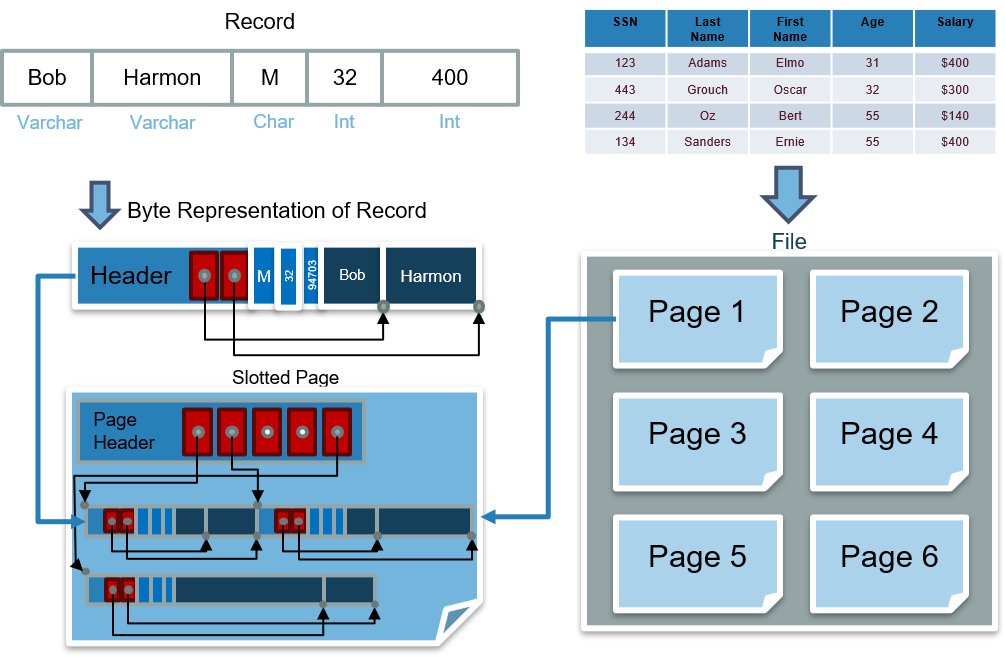 Record
Bob Harmon M 32 400
Varchar Varchar Char Int Int
SSN Last Name First Name Age Salary
123 Adams Elmo 31 $400
443 Grouch Oscar 32 $300
244 Oz Bert 55 $140
134 Sanders Ernie 55 $400
Byte Representation of Record
Header M 32 94703 Bob Harmon
Slotted Page
Page
Header
File
Page 1 Page 2
Page 3 Page 4
Page 5 Page 6